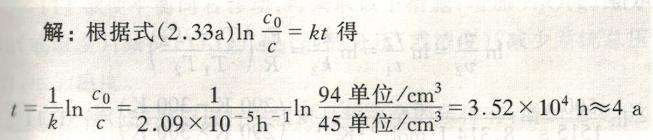 解：根据式(2.33a)ln c₀/c = kt 得
t = 1/k ln c₀/c = 1/(2.09×10⁻⁵h⁻¹) ln (94 单位/cm³)/(45 单位/cm³) = 3.52×10⁴ h≈4 a